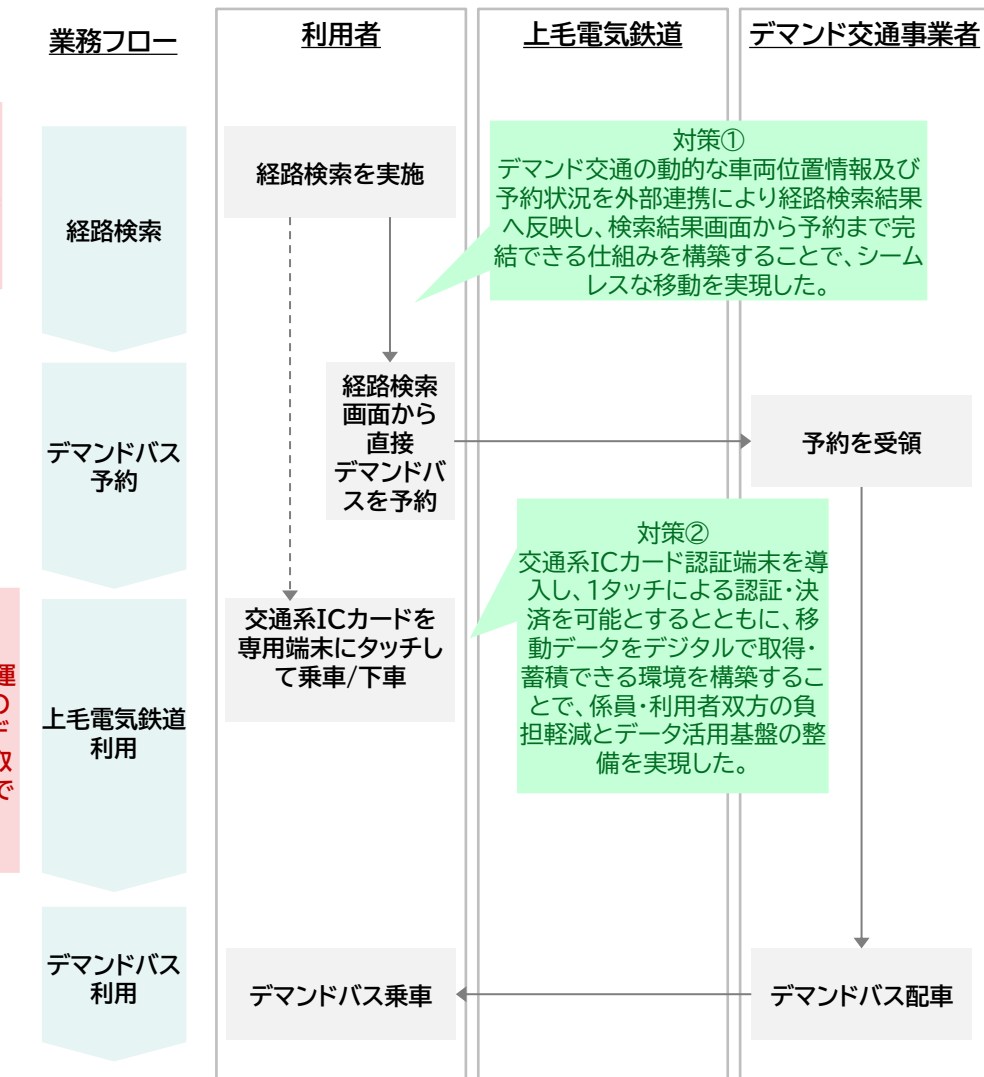 業務フロー
利用者
上毛電気鉄道
デマンド交通事業者
経路検索
経路検索を実施
対策①
デマンド交通の動的な車両位置情報及び
予約状況を外部連携により経路検索結果
へ反映し、検索結果画面から予約まで完
結できる仕組みを構築することで、シーム
レスな移動を実現した。
デマンドバス
予約
経路検索
画面から
直接
デマンドバ
スを予約
予約を受領
対策②
交通系ICカード認証端末を導
入し、1タッチによる認証・決
済を可能とするとともに、移
動データをデジタルで取得・
蓄積できる環境を構築するこ
とで、係員・利用者双方の負
担軽減とデータ活用基盤の整
備を実現した。
運
の
取
で
上毛電気鉄道
利用
交通系ICカードを
専用端末にタッチし
て乗車/下車
デマンドバス
利用
デマンドバス乗車
デマンドバス配車